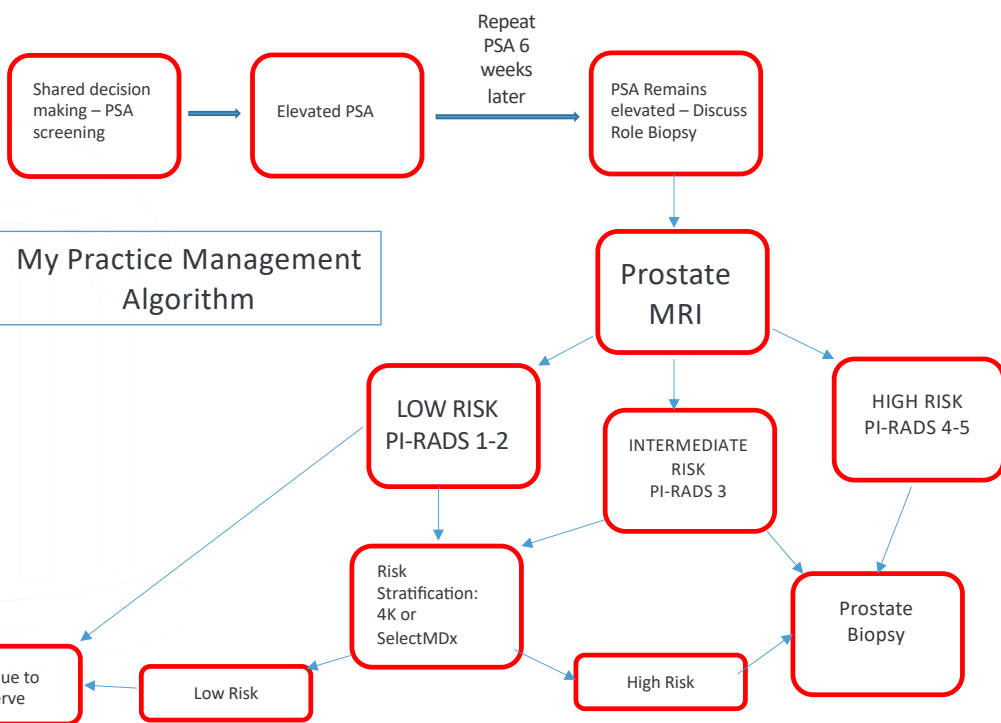 Repeat
PSA 6
weeks
later
Shared decision
making – PSA
screening
Elevated PSA
PSA Remains
elevated – Discuss
Role Biopsy
My Practice Management
Algorithm
Prostate
MRI
LOW RISK
PI-RADS 1-2
INTERMEDIATE
RISK
PI-RADS 3
HIGH RISK
PI-RADS 4-5
Risk
Stratification:
4K or
SelectMDx
Prostate
Biopsy
to
Low Risk
High Risk